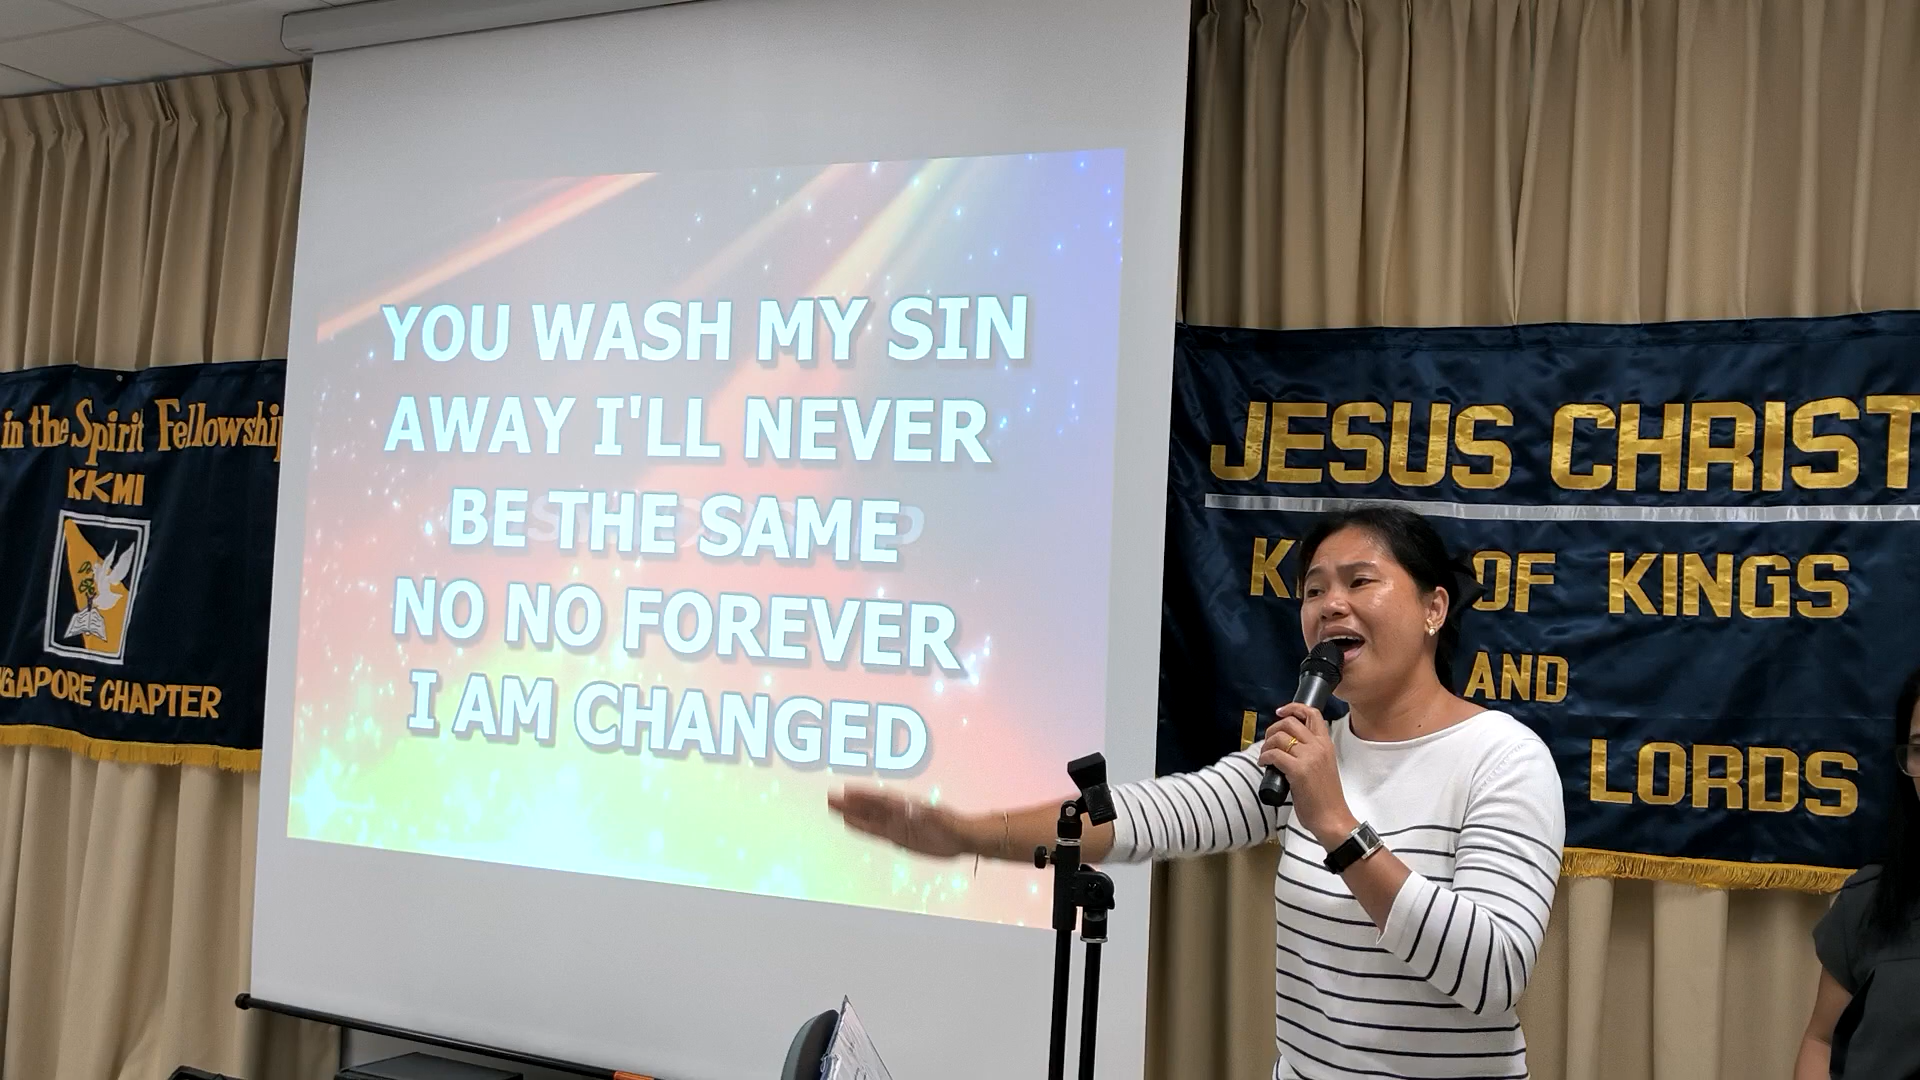 in the Spirit Fellowship
KKMI
SINGAPORE CHAPTER
YOU WASH MY SIN
AWAY I'LL NEVER
BE THE SAME
NO NO FOREVER
I AM CHANGED
JESUS CHRIST
OF KINGS
AND
LORDS